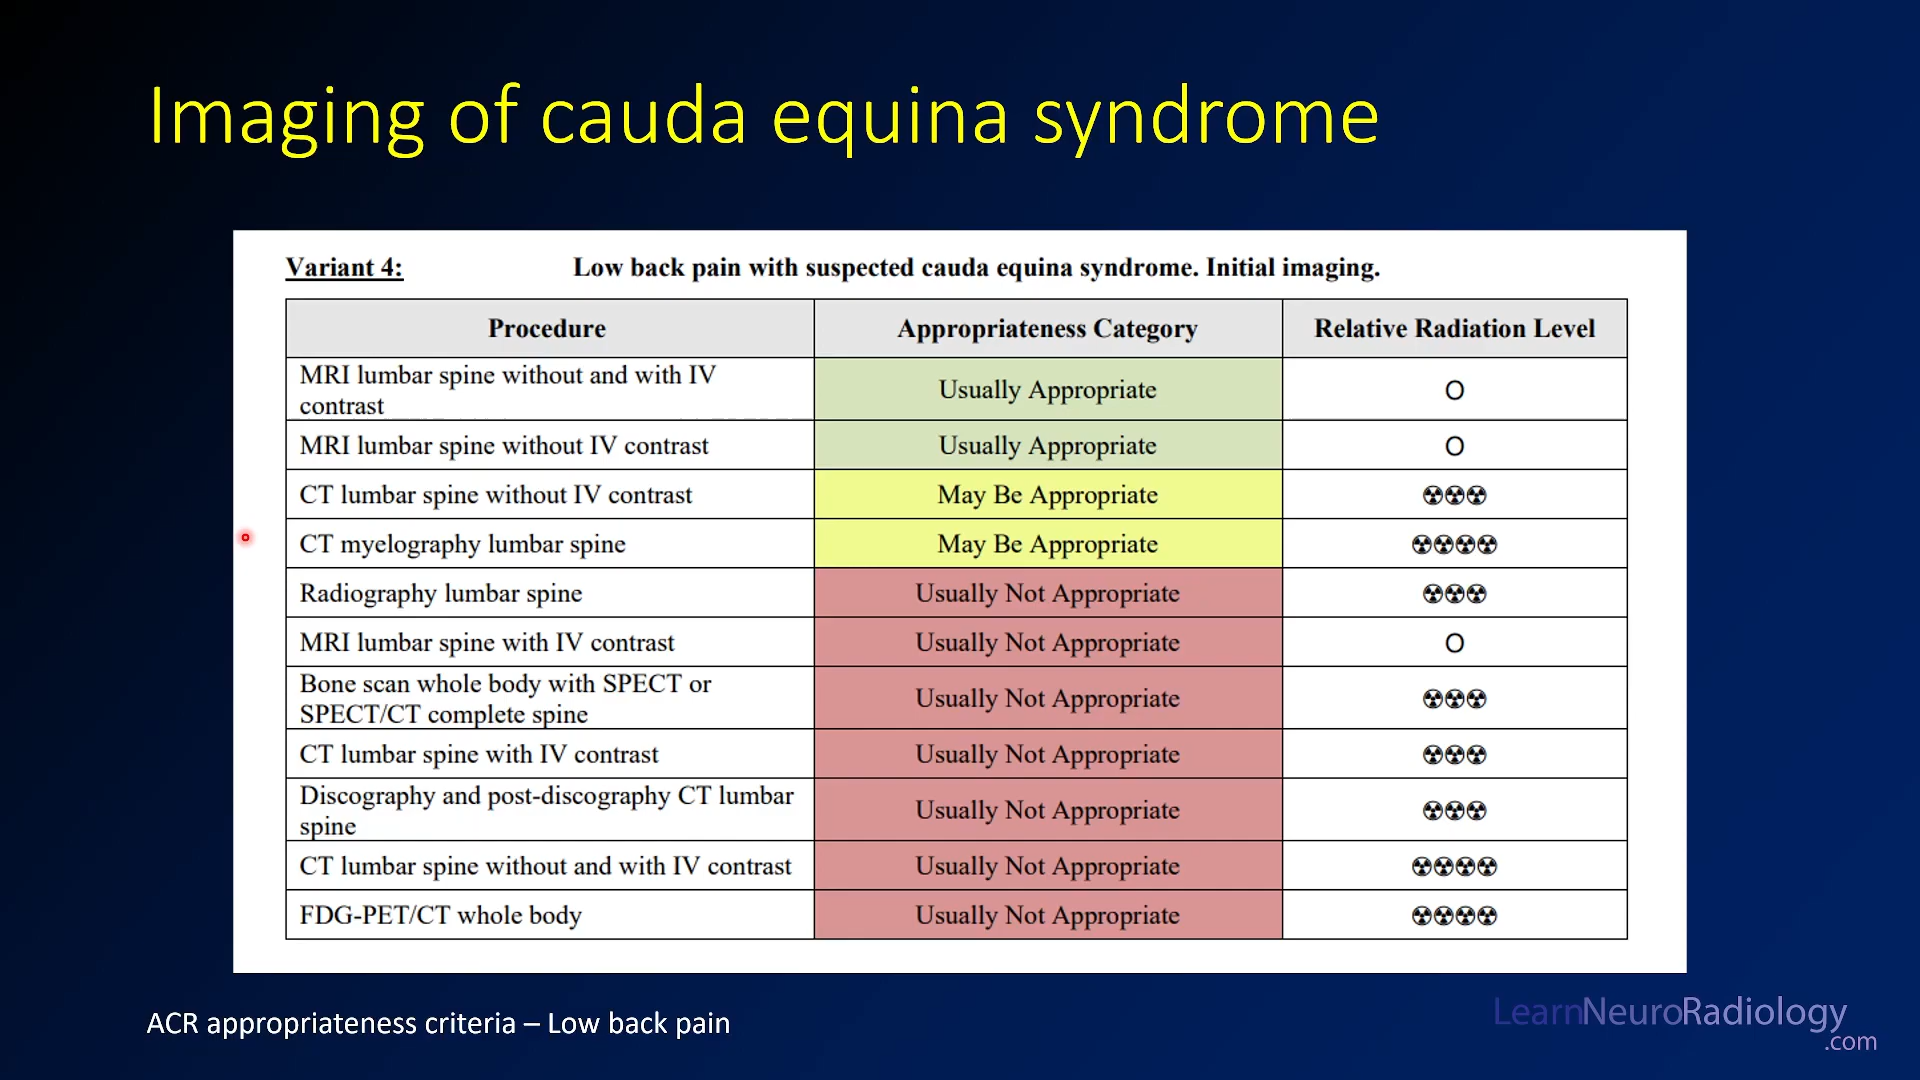 Imaging of cauda equina syndrome
Variant 4: Low back pain with suspected cauda equina syndrome. Initial imaging.
Procedure Appropriateness Category Relative Radiation Level
MRI lumbar spine without and with IV
contrast
Usually Appropriate O
MRI lumbar spine without IV contrast Usually Appropriate O
CT lumbar spine without IV contrast May Be Appropriate ☢☢☢
CT myelography lumbar spine May Be Appropriate ☢☢☢☢
Radiography lumbar spine Usually Not Appropriate ☢☢☢
MRI lumbar spine with IV contrast Usually Not Appropriate O
Bone scan whole body with SPECT or
SPECT/CT complete spine
Usually Not Appropriate ☢☢☢
CT lumbar spine with IV contrast Usually Not Appropriate ☢☢☢
Discography and post-discography CT lumbar
spine
Usually Not Appropriate ☢☢☢
CT lumbar spine without and with IV contrast Usually Not Appropriate ☢☢☢☢
FDG-PET/CT whole body Usually Not Appropriate ☢☢☢☢
ACR appropriateness criteria – Low back pain
LearnNeuroRadiology
.com